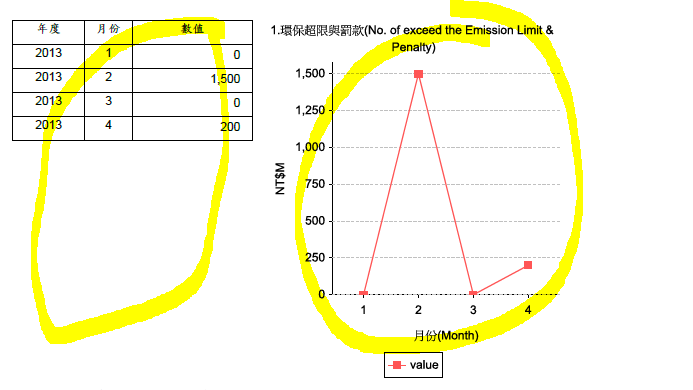 年度 月份 數值
2013 1 0
2013 2 1,500
2013 3 0
2013 4 200
1.環保超限與罰款(No. of exceed the Emission Limit &
Penalty)
NT$M
1,500
1,250
1,000
750
500
250
0
1 2 3 4
月份(Month)
value